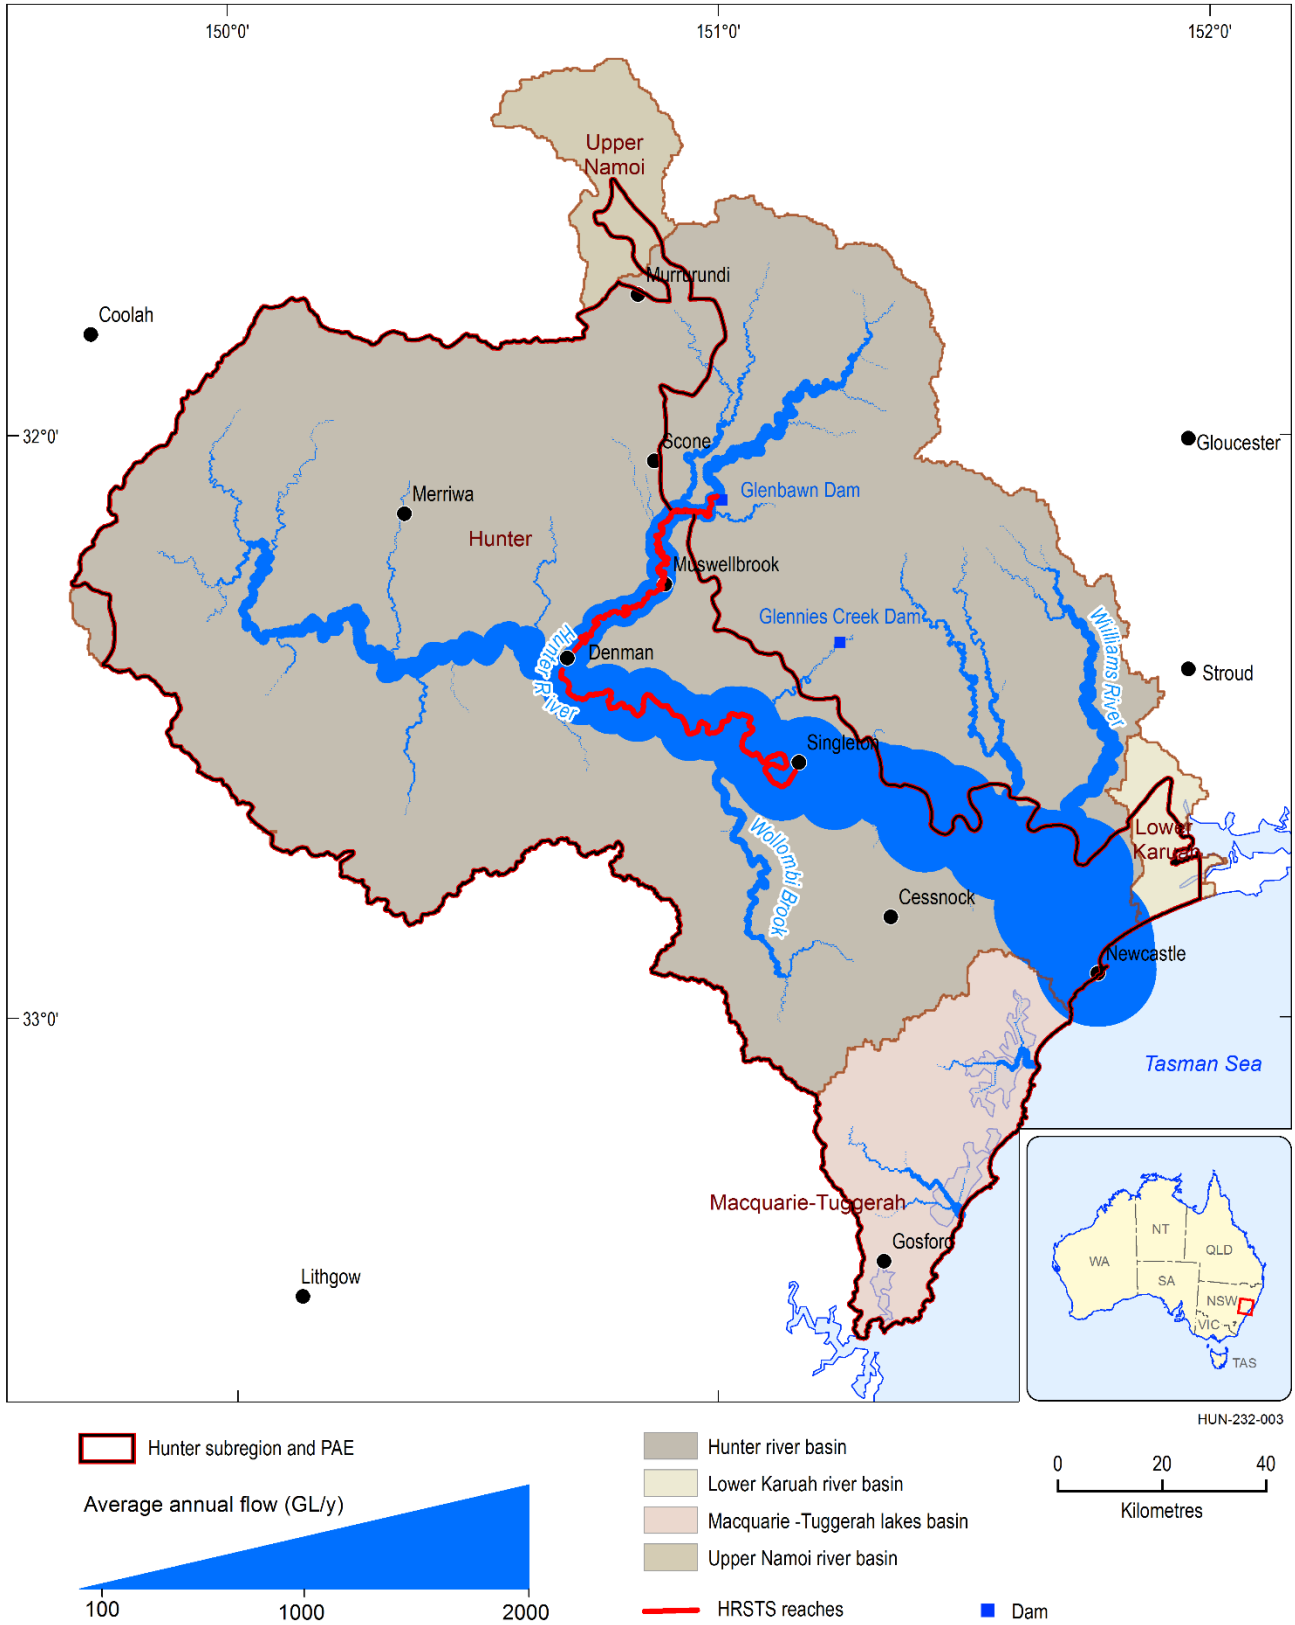 150°0'
151°0'
152°0'
Upper
Namoi
Murrurundi
Coolah
32°0'
Scone
Gloucester
Merriwa
Glenbawn Dam
Hunter
Muswellbrook
Glennies Creek Dam
Williams River
Hunter River
Denman
Stroud
Singleton
Wollombi Brook
Lower
Karuah
Cessnock
Newcastle
33°0'
Tasman Sea
Macquarie-Tuggerah
Gosford
Lithgow
NT
WA
QLD
SA
NSW
VIC
TAS
HUN-232-003
Hunter subregion and PAE
Average annual flow (GL/y)
100
1000
2000
Hunter river basin
Lower Karuah river basin
Macquarie -Tuggerah lakes basin
Upper Namoi river basin
HRSTS reaches
Dam
0
20
40
Kilometres